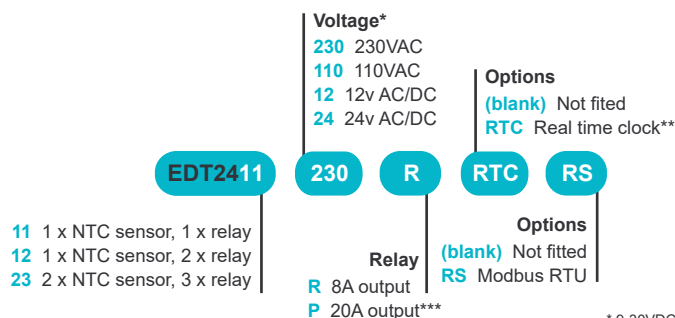 Voltage*
230 230VAC
110 110VAC
12 12v AC/DC
24 24v AC/DC
Options
(blank) Not fited
RTC Real time clock**
EDT2411 230 R RTC RS
11 1 x NTC sensor, 1 x relay
12 1 x NTC sensor, 2 x relay
23 2 x NTC sensor, 3 x relay
Relay
R 8A output
P 20A output***
Options
(blank) Not fitted
RS Modbus RTU